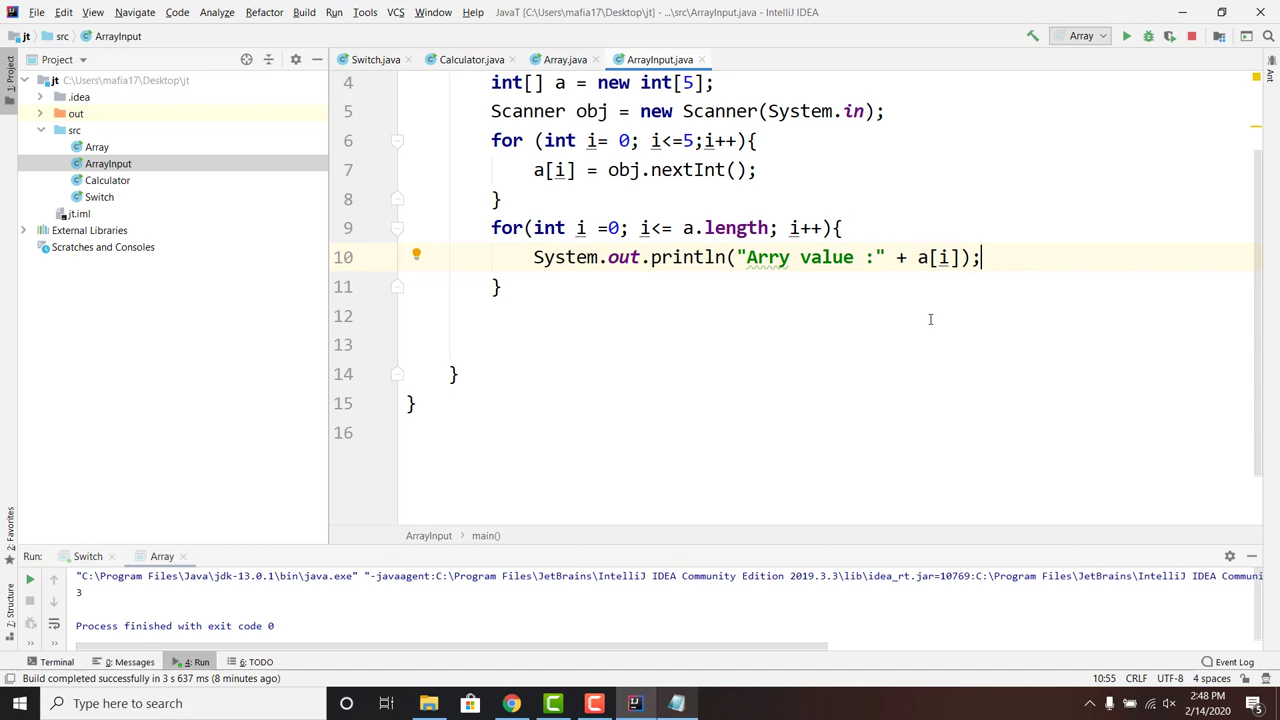 File Edit View Navigate Code Analyze Refactor Build Run Tools VCS Window Help JavaT [C:\Users\mafia17\Desktop\jt] - ...\src\ArrayInput.java - IntelliJ IDEA
jt src ArrayInput Array
1: Project
Project
Switch.java Calculator.java Array.java ArrayInput.java
Ant
jt C:\Users\mafia17\Desktop\jt
.idea
out
src
Array
ArrayInput
Calculator
Switch
jt.iml
External Libraries
Scratches and Consoles
4 int[] a = new int[5];
5 Scanner obj = new Scanner(System.in);
6 for (int i= 0; i<=5;i++){
7 a[i] = obj.nextInt();
8 }
9 for(int i =0; i<= a.length; i++){
10 System.out.println("Arry value :" + a[i]);
11 }
12
13
14 }
15 }
16
ArrayInput main()
2: Favorites
7: Structure
Run: Switch Array
"C:\Program Files\Java\jdk-13.0.1\bin\java.exe" "-javaagent:C:\Program Files\JetBrains\IntelliJ IDEA Community Edition 2019.3.3\lib\idea_rt.jar=10769:C:\Program Files\JetBrains\IntelliJ IDEA Communi
3
Process finished with exit code 0
Terminal 0: Messages 4: Run 6: TODO Event Log
Build completed successfully in 3 s 637 ms (8 minutes ago) 10:55 CRLF UTF-8 4 spaces
Type here to search
2:48 PM
2/14/2020
5